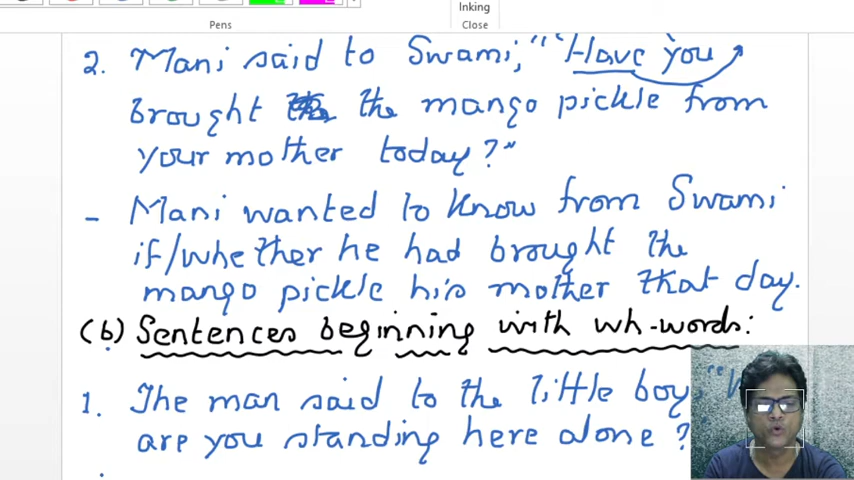 Inking
Pens
Close
2. Mani said to Swami, "Have you
brought the mango pickle from
your mother today?"
- Mani wanted to know from Swami
if/whether he had brought the
mango pickle his mother that day.
(b) Sentences beginning with wh-words:
1. The man said to the little boy, "
are you standing here alone?